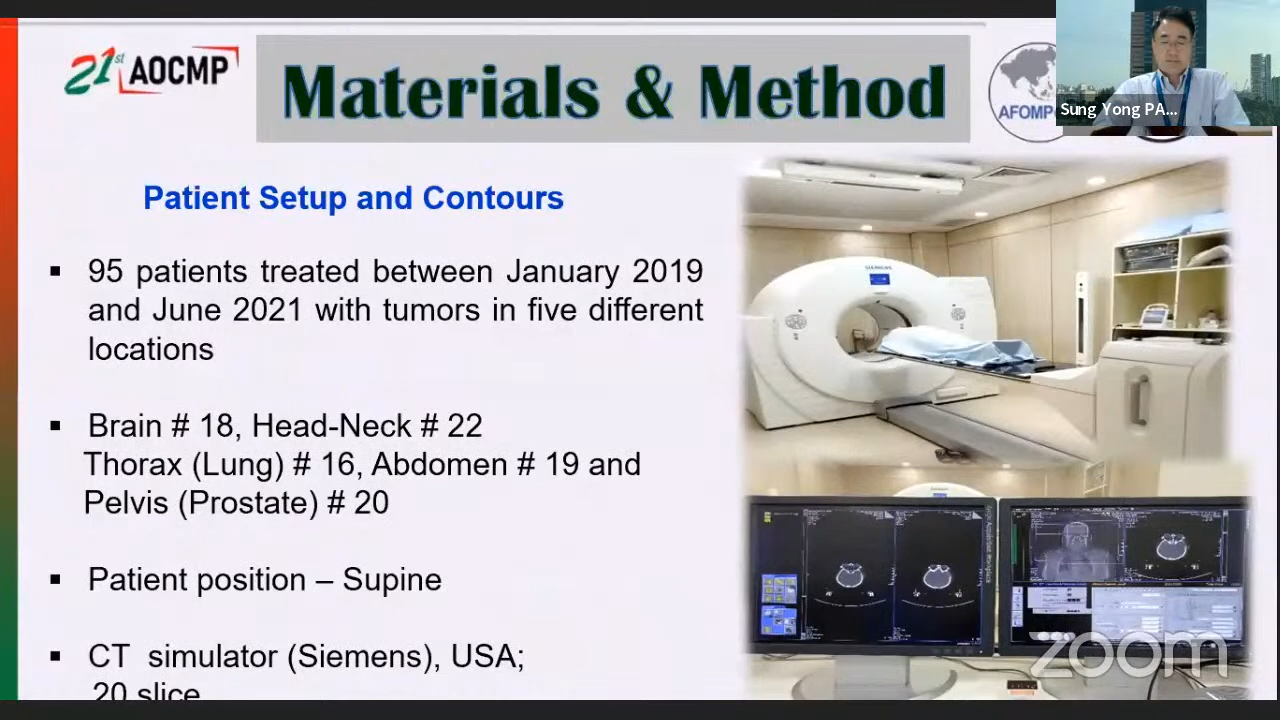 21st AOCMP
Materials & Method
AFOMP
Sung Yong PA...
Patient Setup and Contours
▪ 95 patients treated between January 2019
and June 2021 with tumors in five different
locations
▪ Brain # 18, Head-Neck # 22
Thorax (Lung) # 16, Abdomen # 19 and
Pelvis (Prostate) # 20
▪ Patient position – Supine
▪ CT simulator (Siemens), USA;
20 slice
SIEMENS
zoom